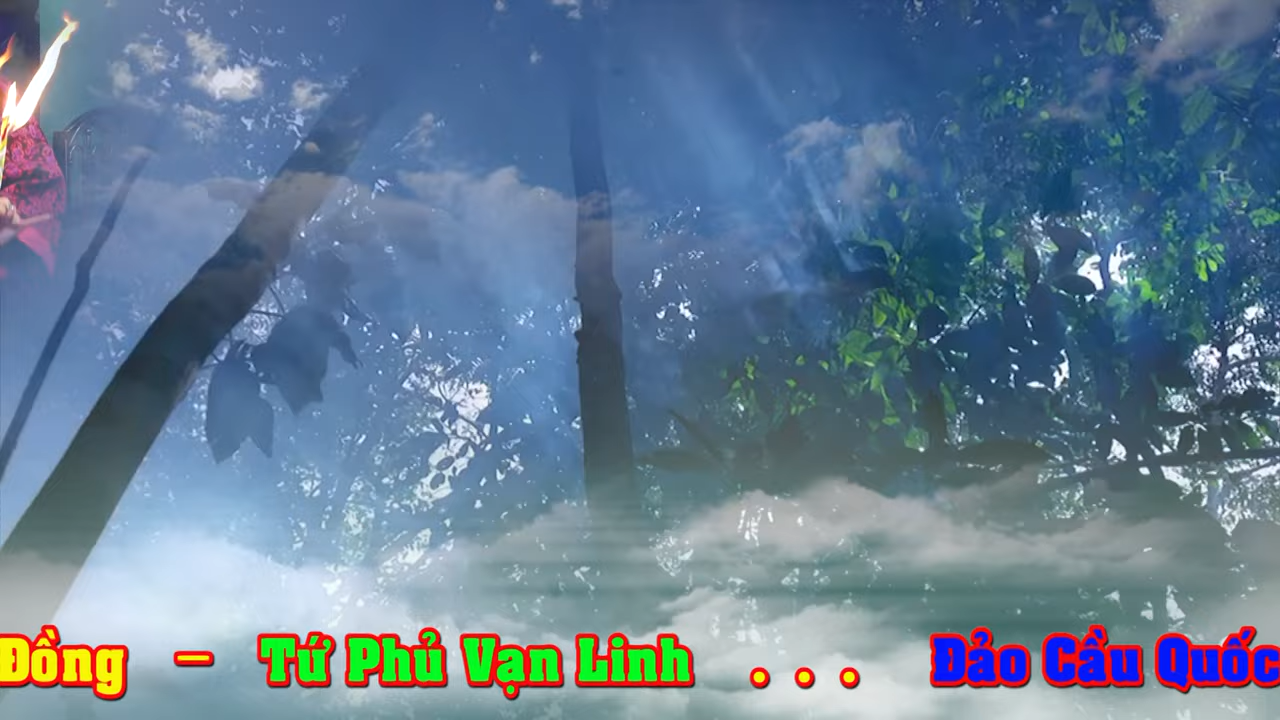 Đồng – Tứ Phủ Vạn Linh . . . Đảo Cầu Quốc